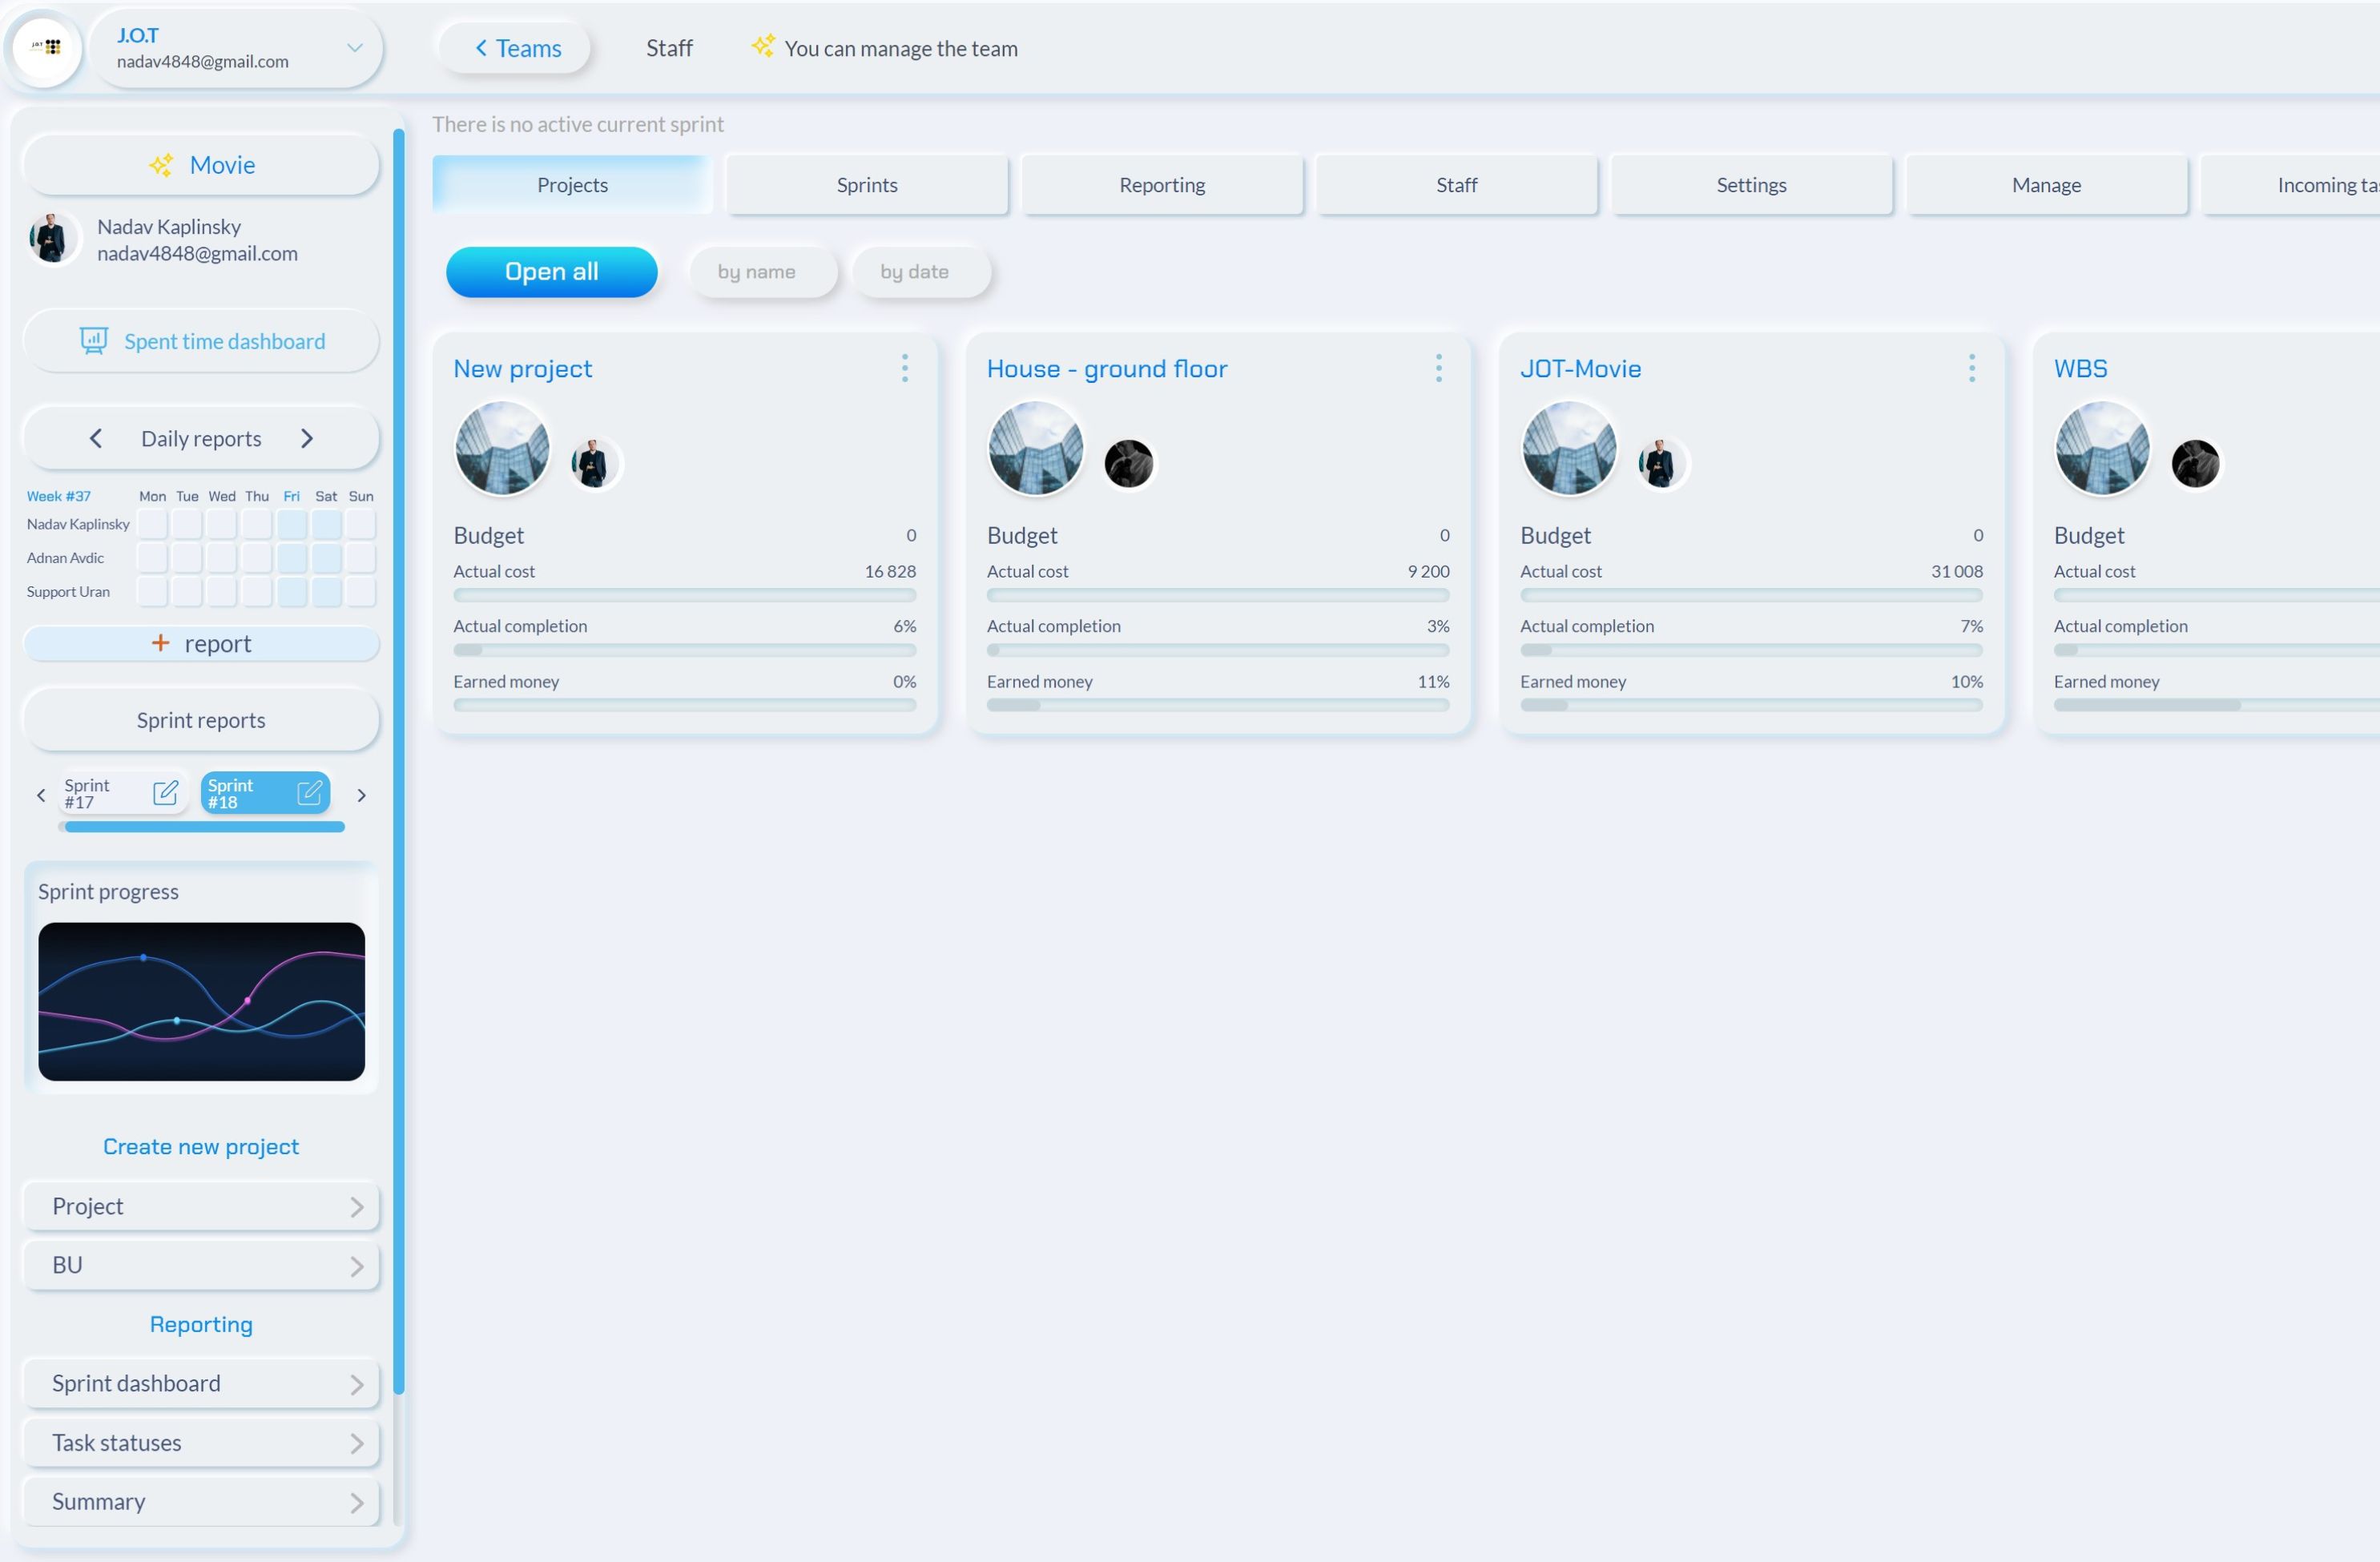 J.O.T
J.O.T
nadav4848@gmail.com
Teams
Staff
You can manage the team
Movie
Nadav Kaplinsky
nadav4848@gmail.com
Spent time dashboard
Daily reports
Week #37 Mon Tue Wed Thu Fri Sat Sun
Nadav Kaplinsky
Adnan Avdic
Support Uran
+ report
Sprint reports
Sprint
#17
Sprint
#18
Sprint progress
Create new project
Project
BU
Reporting
Sprint dashboard
Task statuses
Summary
There is no active current sprint
Projects
Sprints
Reporting
Staff
Settings
Manage
Incoming
Open all
by name
by date
New project
Budget 0
Actual cost 16 828
Actual completion 6%
Earned money 0%
House - ground floor
Budget 0
Actual cost 9 200
Actual completion 3%
Earned money 11%
JOT-Movie
Budget 0
Actual cost 31 008
Actual completion 7%
Earned money 10%
WBS
Budget
Actual cost
Actual completion
Earned money